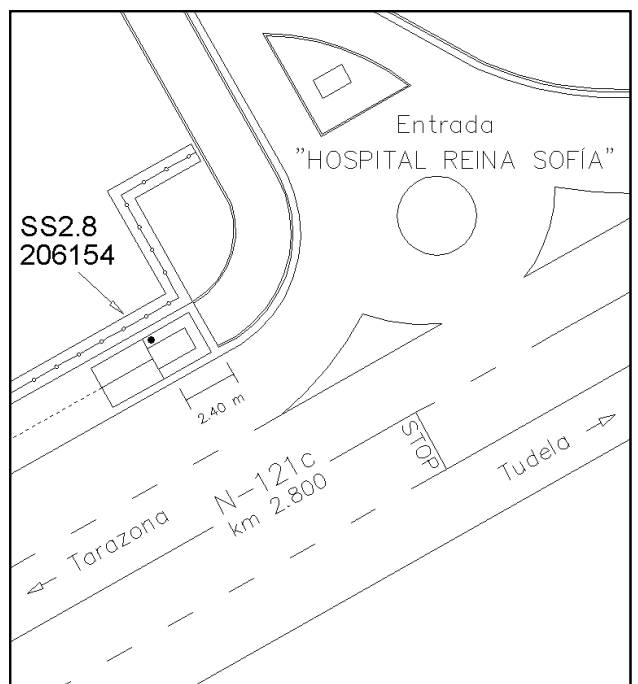 Entrada
"HOSPITAL REINA SOFÍA"
SS2.8
206154
2.40 m
STOP
Tudela
N-121c
km 2.800
Tarazona